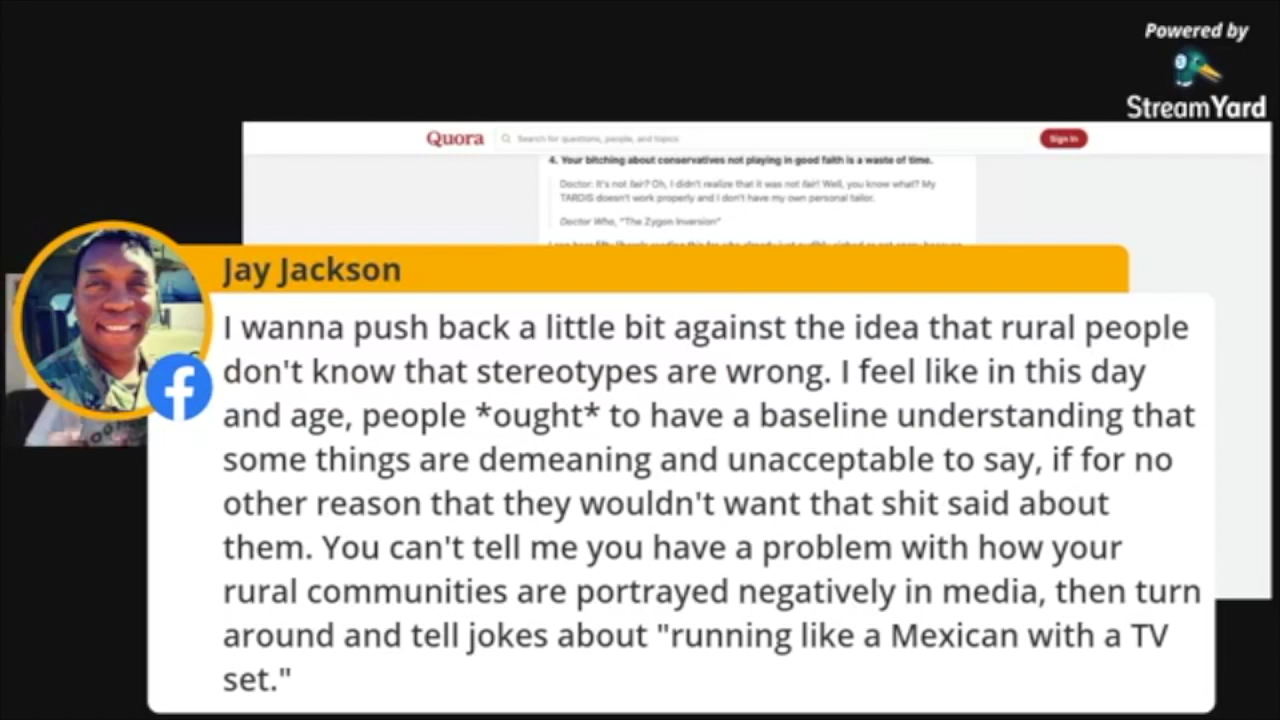 Powered by
StreamYard
Quora
Search for questions, people, and topics
Sign In
4. Your bitching about conservatives not playing in good faith is a waste of time.
Doctor: It's not fair? Oh, I didn't realize that it was not fair! Well, you know what? My
TARDIS doesn't work properly and I don't have my own personal tailor.
Doctor Who, "The Zygon Inversion"
Jay Jackson
I wanna push back a little bit against the idea that rural people
don't know that stereotypes are wrong. I feel like in this day
and age, people *ought* to have a baseline understanding that
some things are demeaning and unacceptable to say, if for no
other reason that they wouldn't want that shit said about
them. You can't tell me you have a problem with how your
rural communities are portrayed negatively in media, then turn
around and tell jokes about "running like a Mexican with a TV
set."